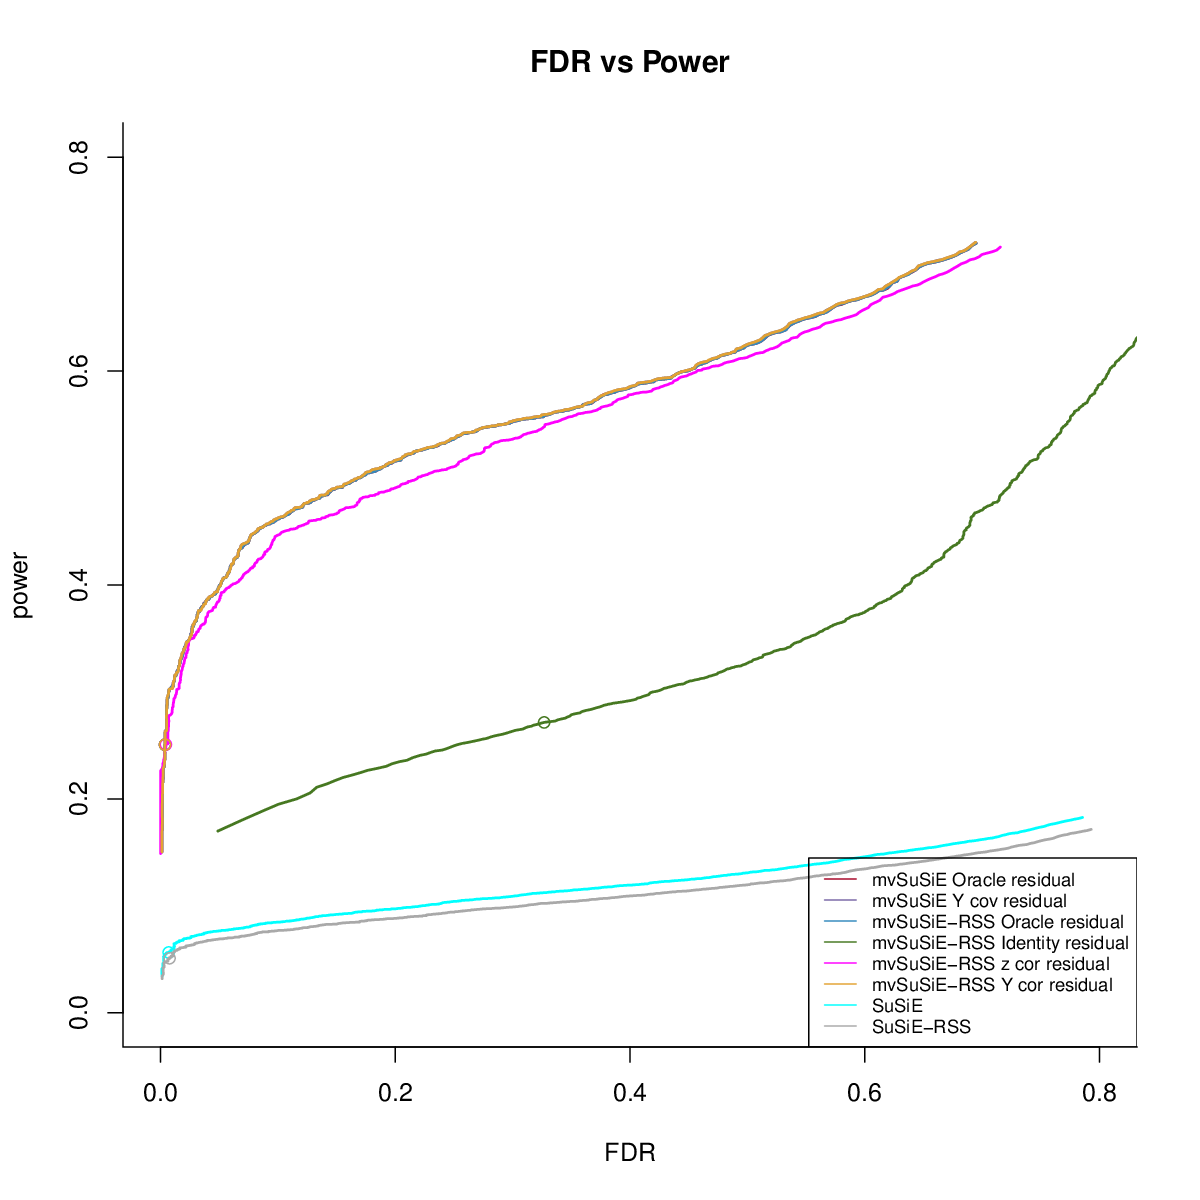 FDR vs Power
power
0.8
0.6
0.4
0.2
0.0
mvSuSiE Oracle residual
mvSuSiE Y cov residual
mvSuSiE−RSS Oracle residual
mvSuSiE−RSS Identity residual
mvSuSiE−RSS z cor residual
mvSuSiE−RSS Y cor residual
SuSiE
SuSiE−RSS
0.0 0.2 0.4 0.6 0.8
FDR